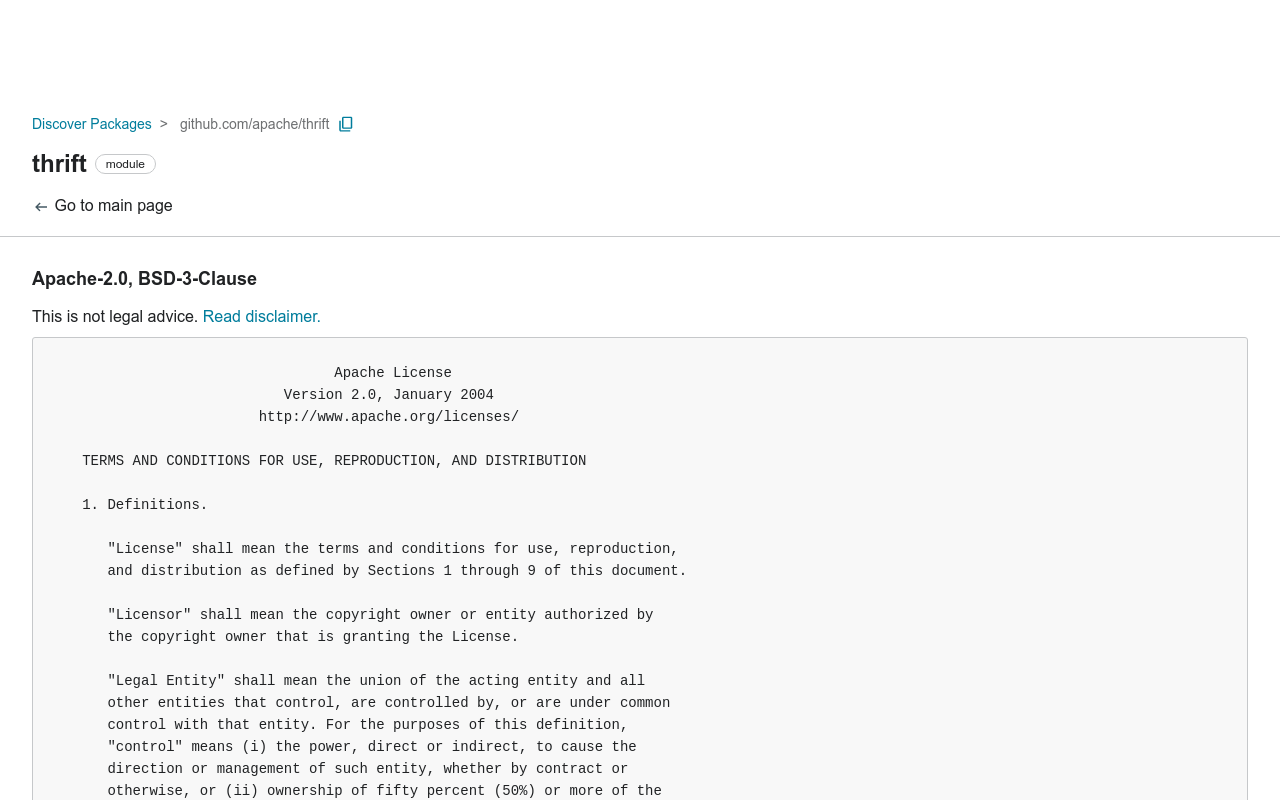 Discover Packages > github.com/apache/thrift
thrift module
Go to main page
Apache-2.0, BSD-3-Clause
This is not legal advice. Read disclaimer.
Apache License
Version 2.0, January 2004
http://www.apache.org/licenses/
TERMS AND CONDITIONS FOR USE, REPRODUCTION, AND DISTRIBUTION
1. Definitions.
"License" shall mean the terms and conditions for use, reproduction,
and distribution as defined by Sections 1 through 9 of this document.
"Licensor" shall mean the copyright owner or entity authorized by
the copyright owner that is granting the License.
"Legal Entity" shall mean the union of the acting entity and all
other entities that control, are controlled by, or are under common
control with that entity. For the purposes of this definition,
"control" means (i) the power, direct or indirect, to cause the
direction or management of such entity, whether by contract or
otherwise, or (ii) ownership of fifty percent (50%) or more of the